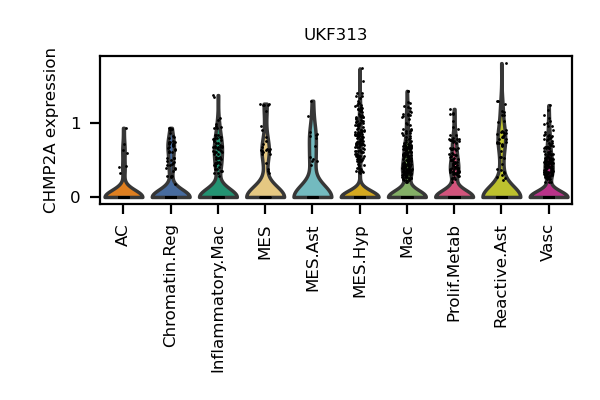 UKF313
CHMP2A expression
1
0
AC
Chromatin.Reg
Inflammatory.Mac
MES
MES.Ast
MES.Hyp
Mac
Prolif.Metab
Reactive.Ast
Vasc